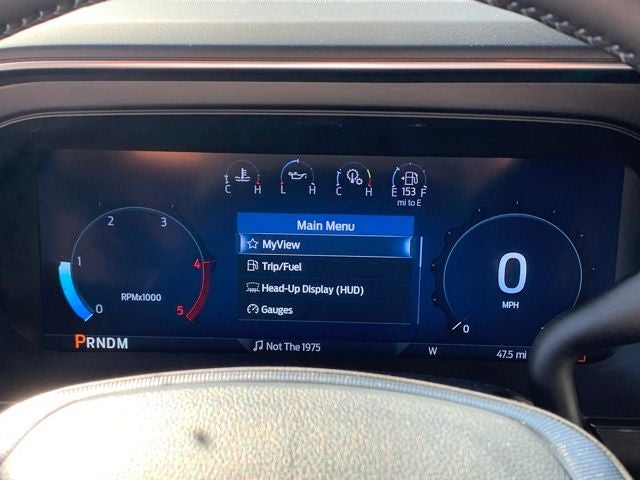 C H L H C H E 153 F
mi to E
Main Menu
MyView
Trip/Fuel
Head-Up Display (HUD)
Gauges
0 1 2 3 4 5
RPMx1000
0
MPH
0
PRNDM
Not The 1975
W
47.5 mi